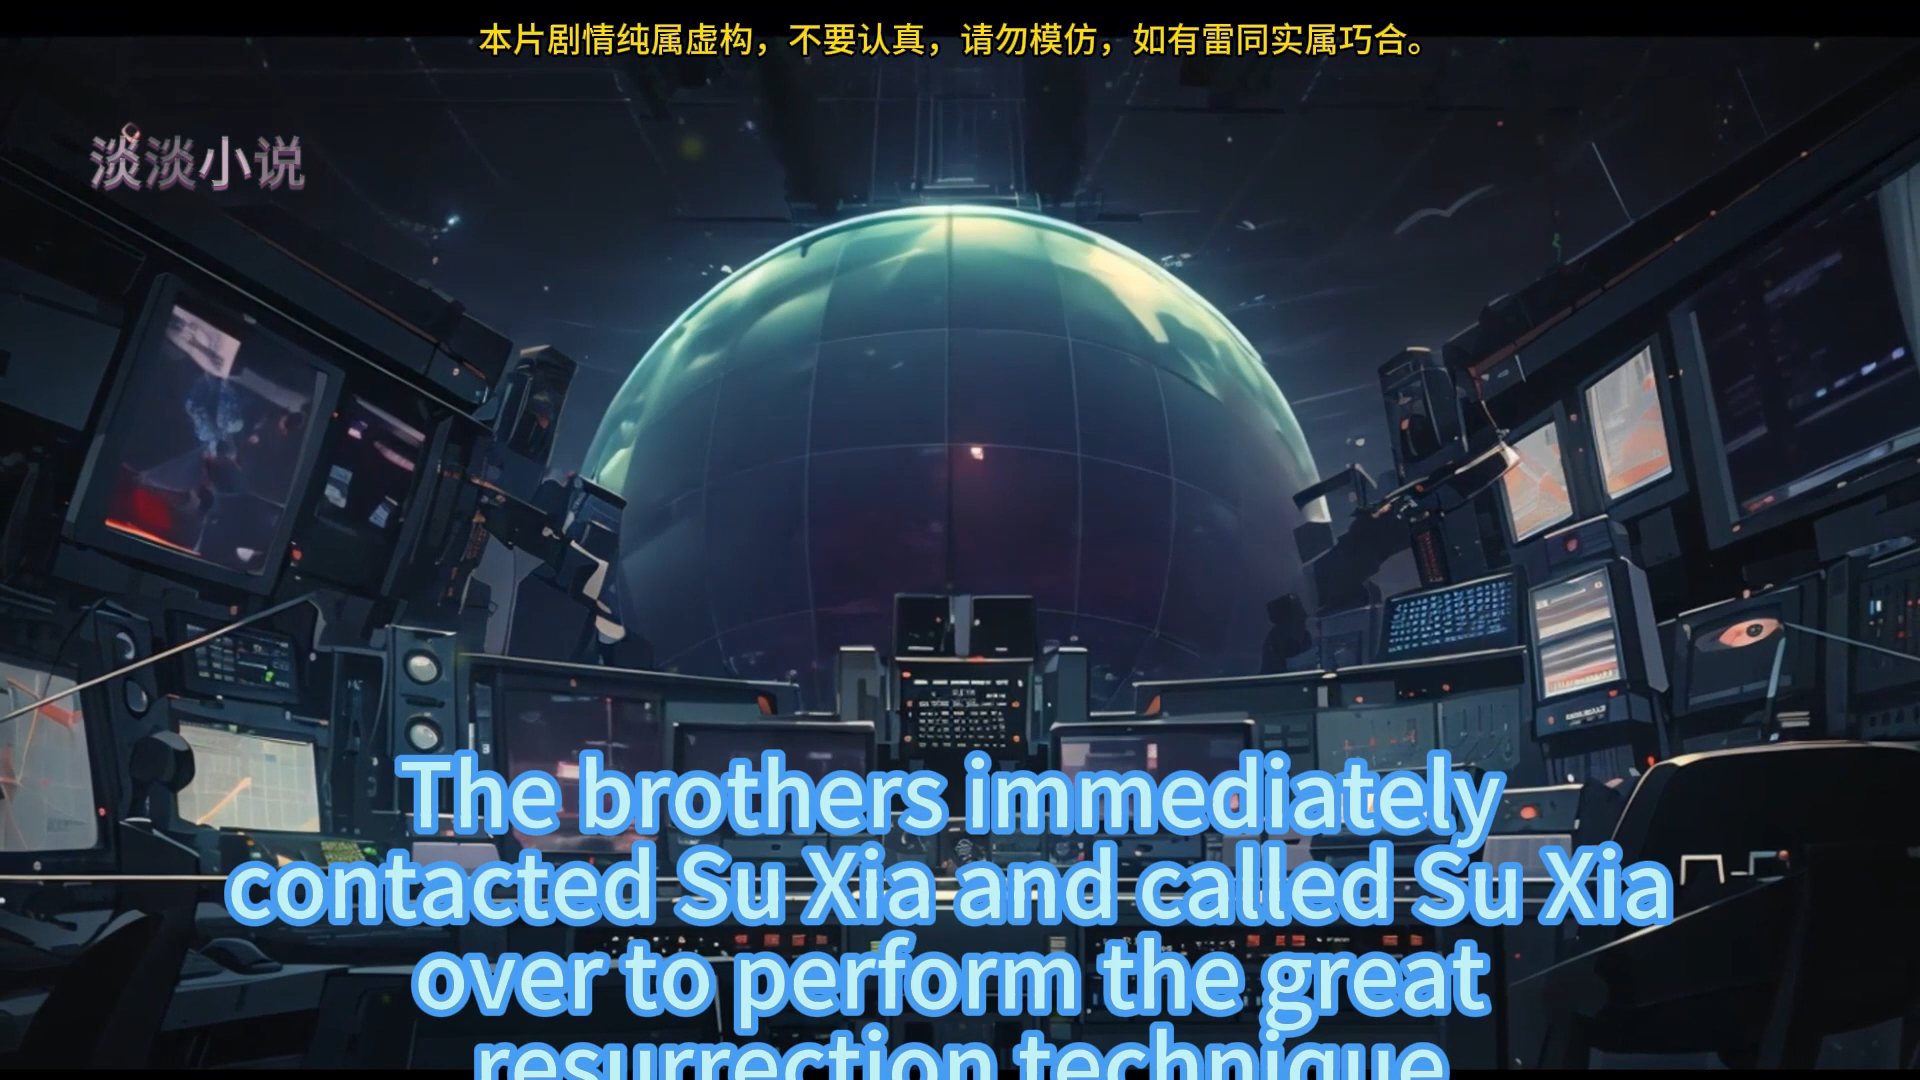 本片剧情纯属虚构，不要认真，请勿模仿，如有雷同实属巧合。
淡淡小说
The brothers immediately
contacted Su Xia and called Su Xia
over to perform the great
resurrection technique